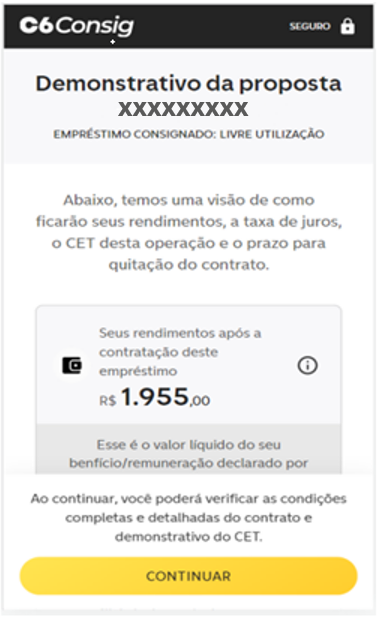 C6Consig
SEGURO
Demonstrativo da proposta
XXXXXXXXX
EMPRÉSTIMO CONSIGNADO: LIVRE UTILIZAÇÃO
Abaixo, temos uma visão de como
ficarão seus rendimentos, a taxa de juros,
o CET desta operação e o prazo para
quitação do contrato.
Seus rendimentos após a
contratação deste
empréstimo
R$ 1.955,00
Esse é o valor líquido do seu
benfício/remuneração declarado por
Ao continuar, você poderá verificar as condições
completas e detalhadas do contrato e
demonstrativo do CET.
CONTINUAR